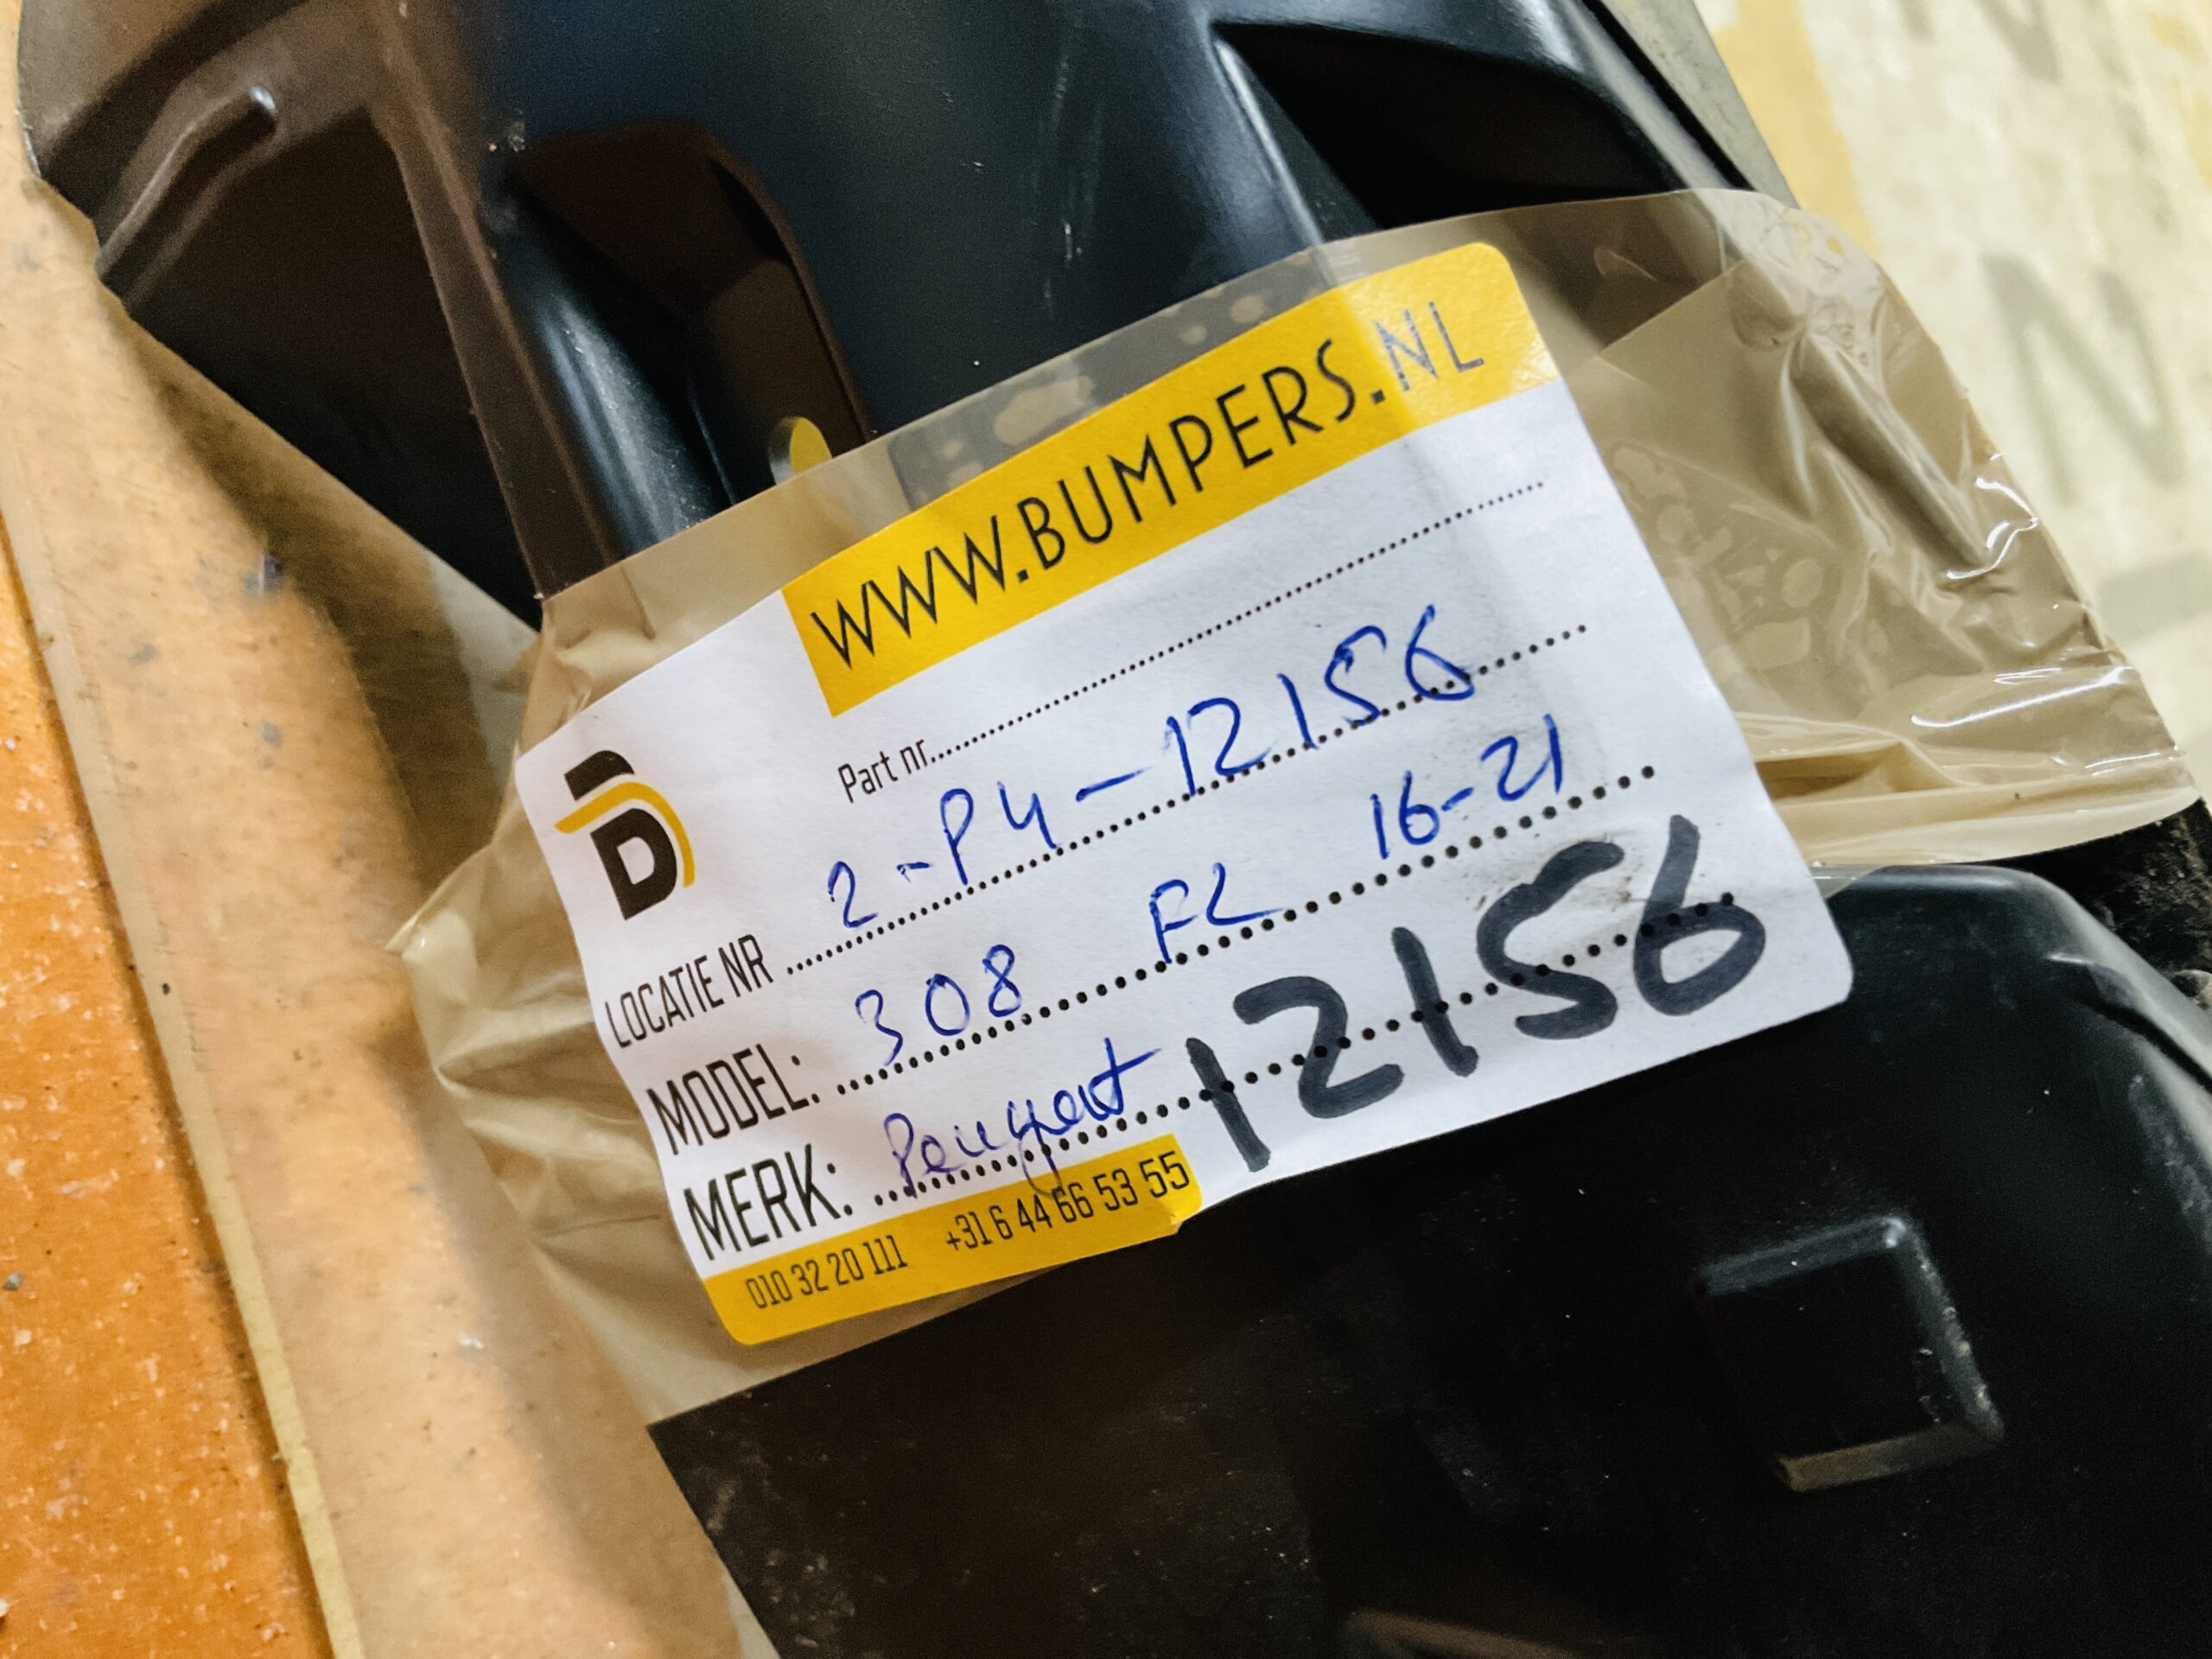 WWW.BUMPERS.NL
Part nr.
LOCATIE NR 2-P4-12156
MODEL: 308 FL 16-21
MERK: Peugeot 12156
010 32 20 111 +31 6 44 66 53 55